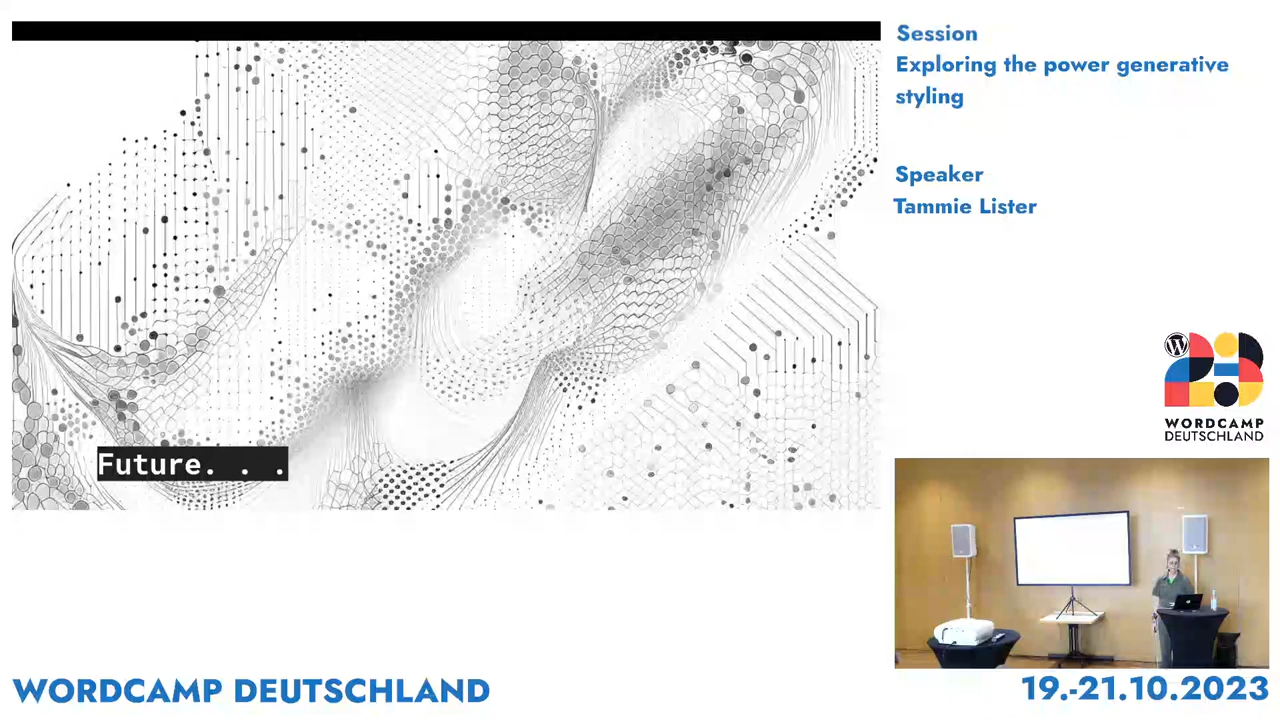 Session
Exploring the power generative
styling
Speaker
Tammie Lister
Future. . .
WORDCAMP
DEUTSCHLAND
WORDCAMP DEUTSCHLAND
19.-21.10.2023